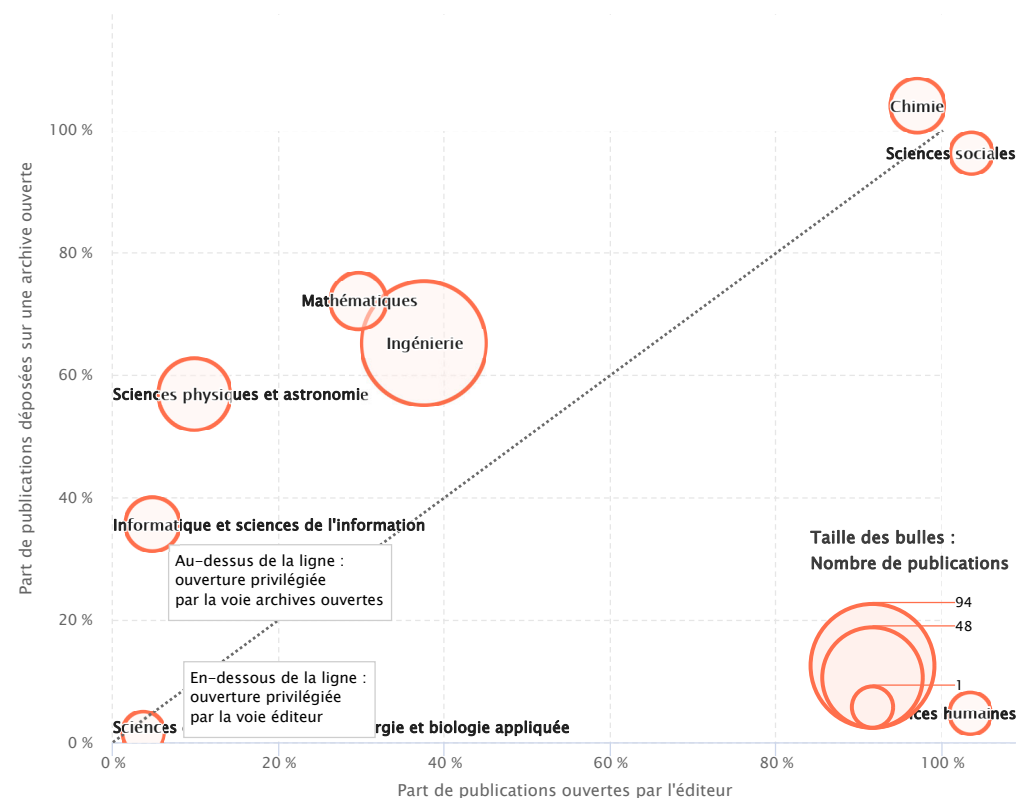 100 %
80 %
60 %
40 %
20 %
0 %
Part de publications déposées sur une archive ouverte
Chimie
Sciences sociales
Mathématiques
Ingénierie
Sciences physiques et astronomie
Informatique et sciences de l'information
Au-dessus de la ligne :
ouverture privilégiée
par la voie archives ouvertes
En-dessous de la ligne :
ouverture privilégiée
par la voie éditeur
Sciences et biologie appliquée
Taille des bulles :
Nombre de publications
94
48
1
humaines
0 %
20 %
40 %
60 %
80 %
100 %
Part de publications ouvertes par l'éditeur